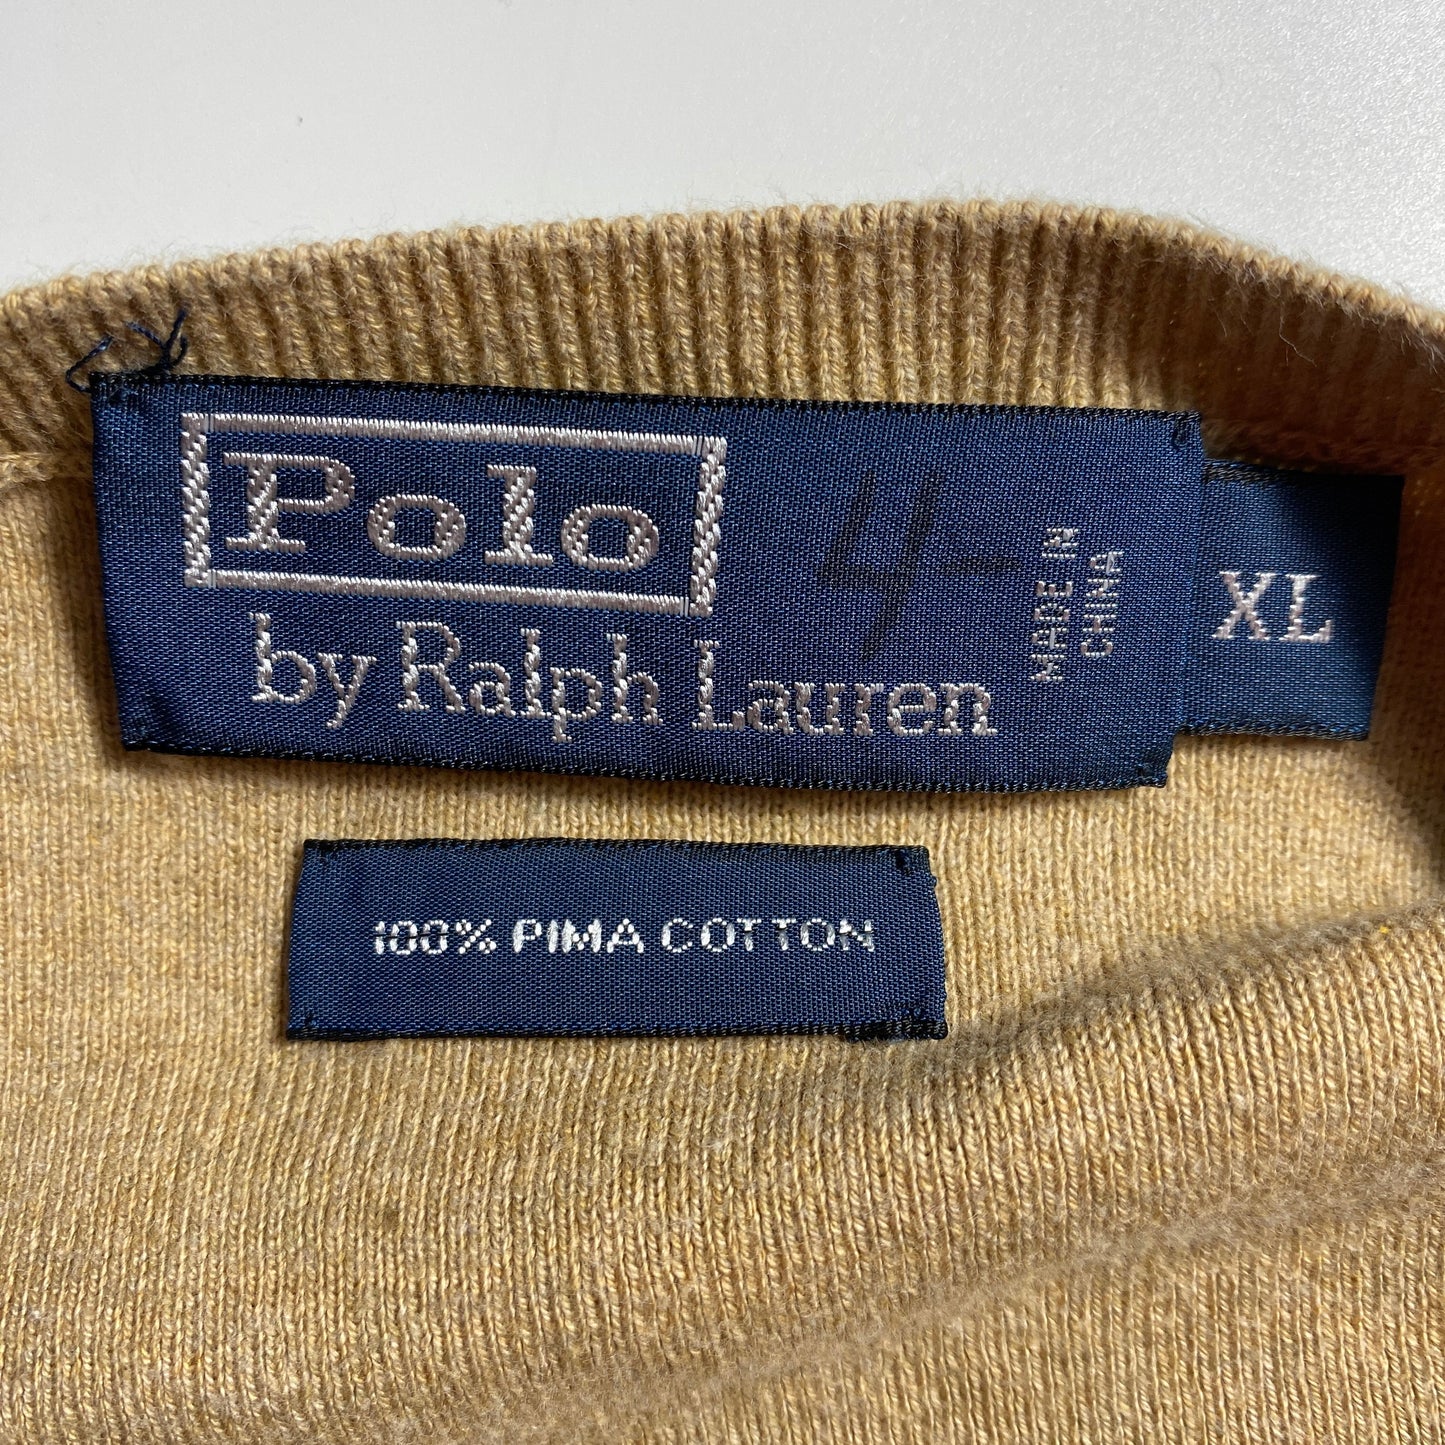 Polo
by Ralph Lauren
4-
MADE IN
CHINA
XL
100% PIMA COTTON